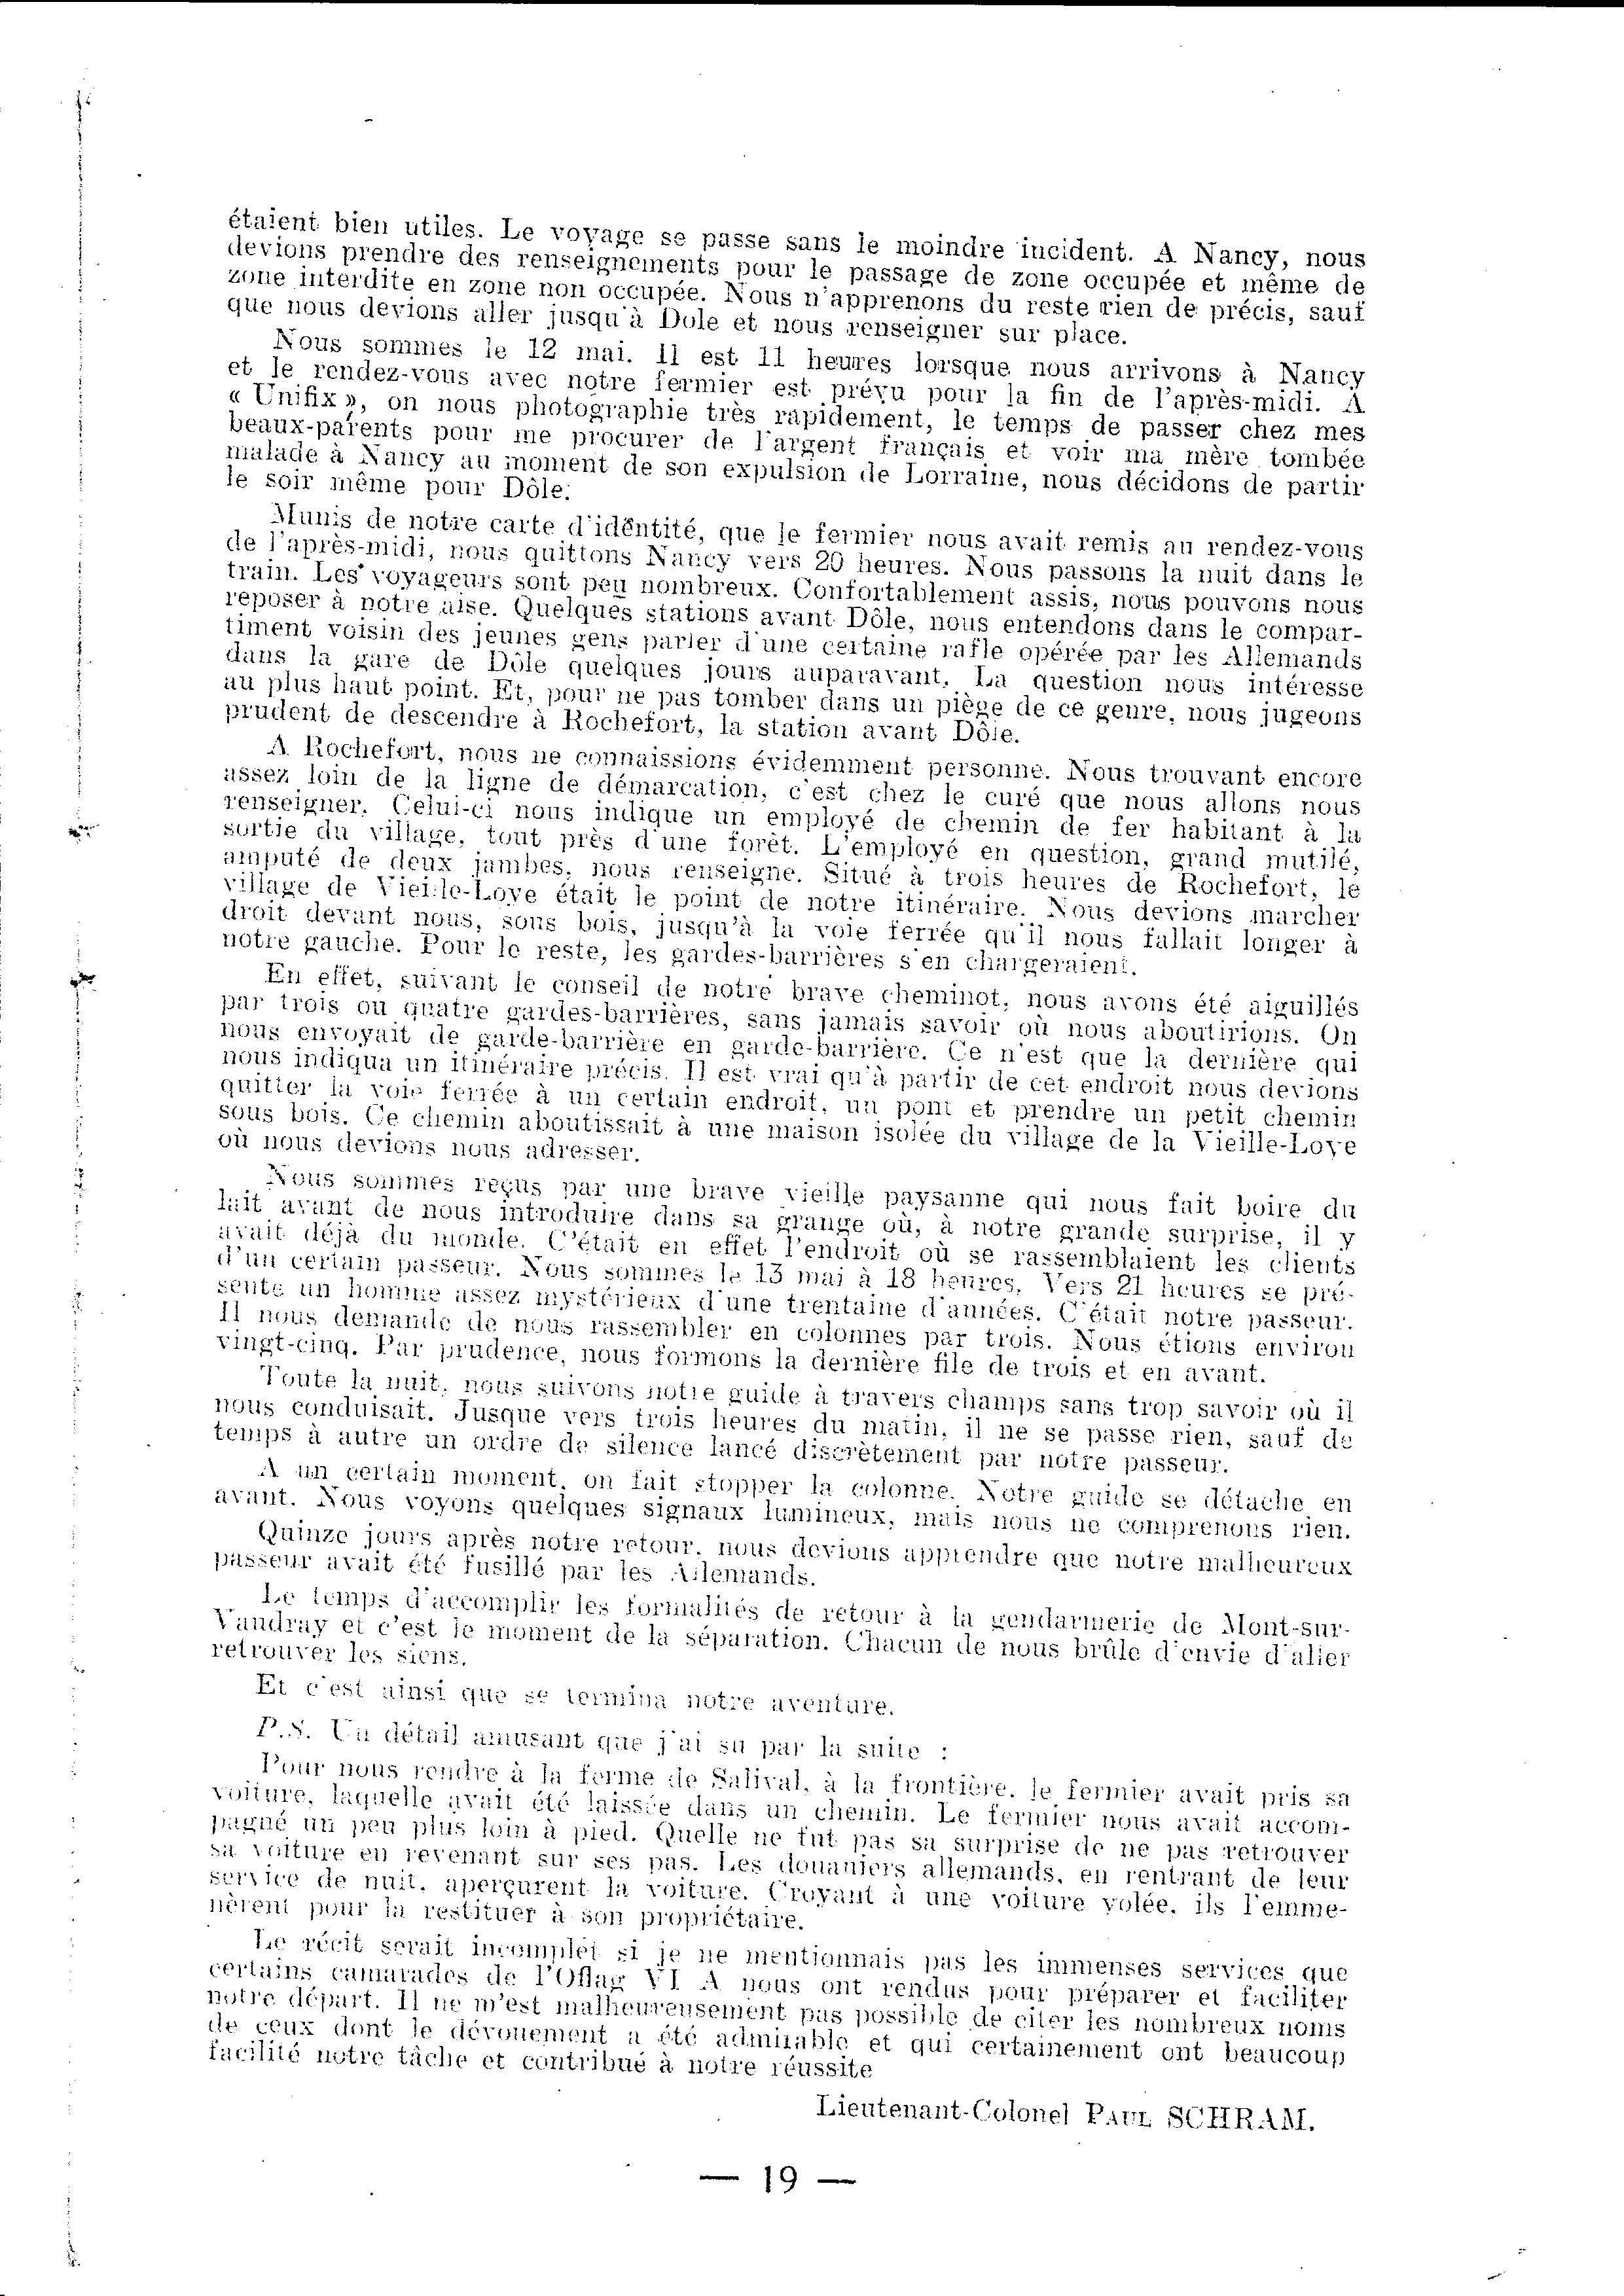 étaient bien utiles. Le voyage se passe sans le moindre incident. A Nancy, nous
devions prendre des renseignements pour le passage de zone occupée et même de
zone interdite en zone non occupée. Nous n'apprenons du reste rien de précis, sauf
que nous devions aller jusqu'à Dole et nous renseigner sur place.
Nous sommes le 12 mai. Il est 11 heures lorsque nous arrivons à Nancy
et le rendez-vous avec notre fermier est prévu pour la fin de l'après-midi. A
« Unifix », on nous photographie très rapidement, le temps de passer chez mes
beaux-parents pour me procurer de l'argent français et voir ma mère tombée
malade à Nancy au moment de son expulsion de Lorraine, nous décidons de partir
le soir même pour Dôle.
Munis de notre carte d'idêntité, que le fermier nous avait remis au rendez-vous
de l'après-midi, nous quittons Nancy vers 20 heures. Nous passons la nuit dans le
train. Les voyageurs sont peu nombreux. Confortablement assis, nous pouvons nous
reposer à notre aise. Quelques stations avant Dôle, nous entendons dans le compar-
timent voisin des jeunes gens parler d'une certaine rafle opérée par les Allemands
dans la gare de Dôle quelques jours auparavant. La question nous intéresse
au plus haut point. Et, pour ne pas tomber dans un piège de ce genre, nous jugeons
prudent de descendre à Rochefort, la station avant Dôle.
A Rochefort, nous ne connaissions évidemment personne. Nous trouvant encore
assez loin de la ligne de démarcation, c'est chez le curé que nous allons nous
renseigner. Celui-ci nous indique un employé de chemin de fer habitant à la
sortie du village, tout près d'une forêt. L'employé en question, grand mutilé,
amputé de deux jambes, nous renseigne. Situé à trois heures de Rochefort, le
village de Vieille-Loye était le point de notre itinéraire. Nous devions marcher
droit devant nous, sous bois, jusqu'à la voie ferrée qu'il nous fallait longer à
notre gauche. Pour le reste, les gardes-barrières s'en chargeraient.
En effet, suivant le conseil de notre brave cheminot, nous avons été aiguillés
par trois ou quatre gardes-barrières, sans jamais savoir où nous aboutirions. On
nous envoyait de garde-barrière en garde-barrière. Ce n'est que la dernière qui
nous indiqua un itinéraire précis. Il est vrai qu'à partir de cet endroit nous devions
quitter la voie ferrée à un certain endroit, un pont et prendre un petit chemin
sous bois. Ce chemin aboutissait à une maison isolée du village de la Vieille-Loye
où nous devions nous adresser.
Nous sommes reçus par une brave vieille paysanne qui nous fait boire du
lait avant de nous introduire dans sa grange où, à notre grande surprise, il y
avait déjà du monde. C'était en effet l'endroit où se rassemblaient les clients
d'un certain passeur. Nous sommes le 13 mai à 18 heures. Vers 21 heures se pré-
sente un homme assez mystérieux d'une trentaine d'années. C'était notre passeur.
Il nous demande de nous rassembler en colonnes par trois. Nous étions environ
vingt-cinq. Par prudence, nous formons la dernière file de trois et en avant.
Toute la nuit, nous suivons notre guide à travers champs sans trop savoir où il
nous conduisait. Jusque vers trois heures du matin, il ne se passe rien, sauf de
temps à autre un ordre de silence lancé discrètement par notre passeur.
A un certain moment, on fait stopper la colonne. Notre guide se détache en
avant. Nous voyons quelques signaux lumineux, mais nous ne comprenons rien.
Quinze jours après notre retour, nous devions apprendre que notre malheureux
passeur avait été fusillé par les Allemands.
Le temps d'accomplir les formalités de retour à la gendarmerie de Mont-sur-
Vaudray et c'est le moment de la séparation. Chacun de nous brûle d'envie d'aller
retrouver les siens.
Et c'est ainsi que se termina notre aventure.
P.S. Un détail amusant que j'ai su par la suite :
Pour nous rendre à la ferme de Salival, à la frontière, le fermier avait pris sa
voiture, laquelle avait été laissée dans un chemin. Le fermier nous avait accom-
pagné un peu plus loin à pied. Quelle ne fut pas sa surprise de ne pas retrouver
sa voiture en revenant sur ses pas. Les douaniers allemands, en rentrant de leur
service de nuit, aperçurent la voiture. Croyant à une voiture volée, ils l'emme-
nèrent pour la restituer à son propriétaire.
Le récit serait incomplet si je ne mentionnais pas les immenses services que
certains camarades de l'Oflag VI A nous ont rendus pour préparer et faciliter
notre départ. Il ne m'est malheureusement pas possible de citer les nombreux noms
de ceux dont le dévouement a été admirable et qui certainement ont beaucoup
facilité notre tâche et contribué à notre réussite
Lieutenant-Colonel PAUL SCHRAM.
— 19 —